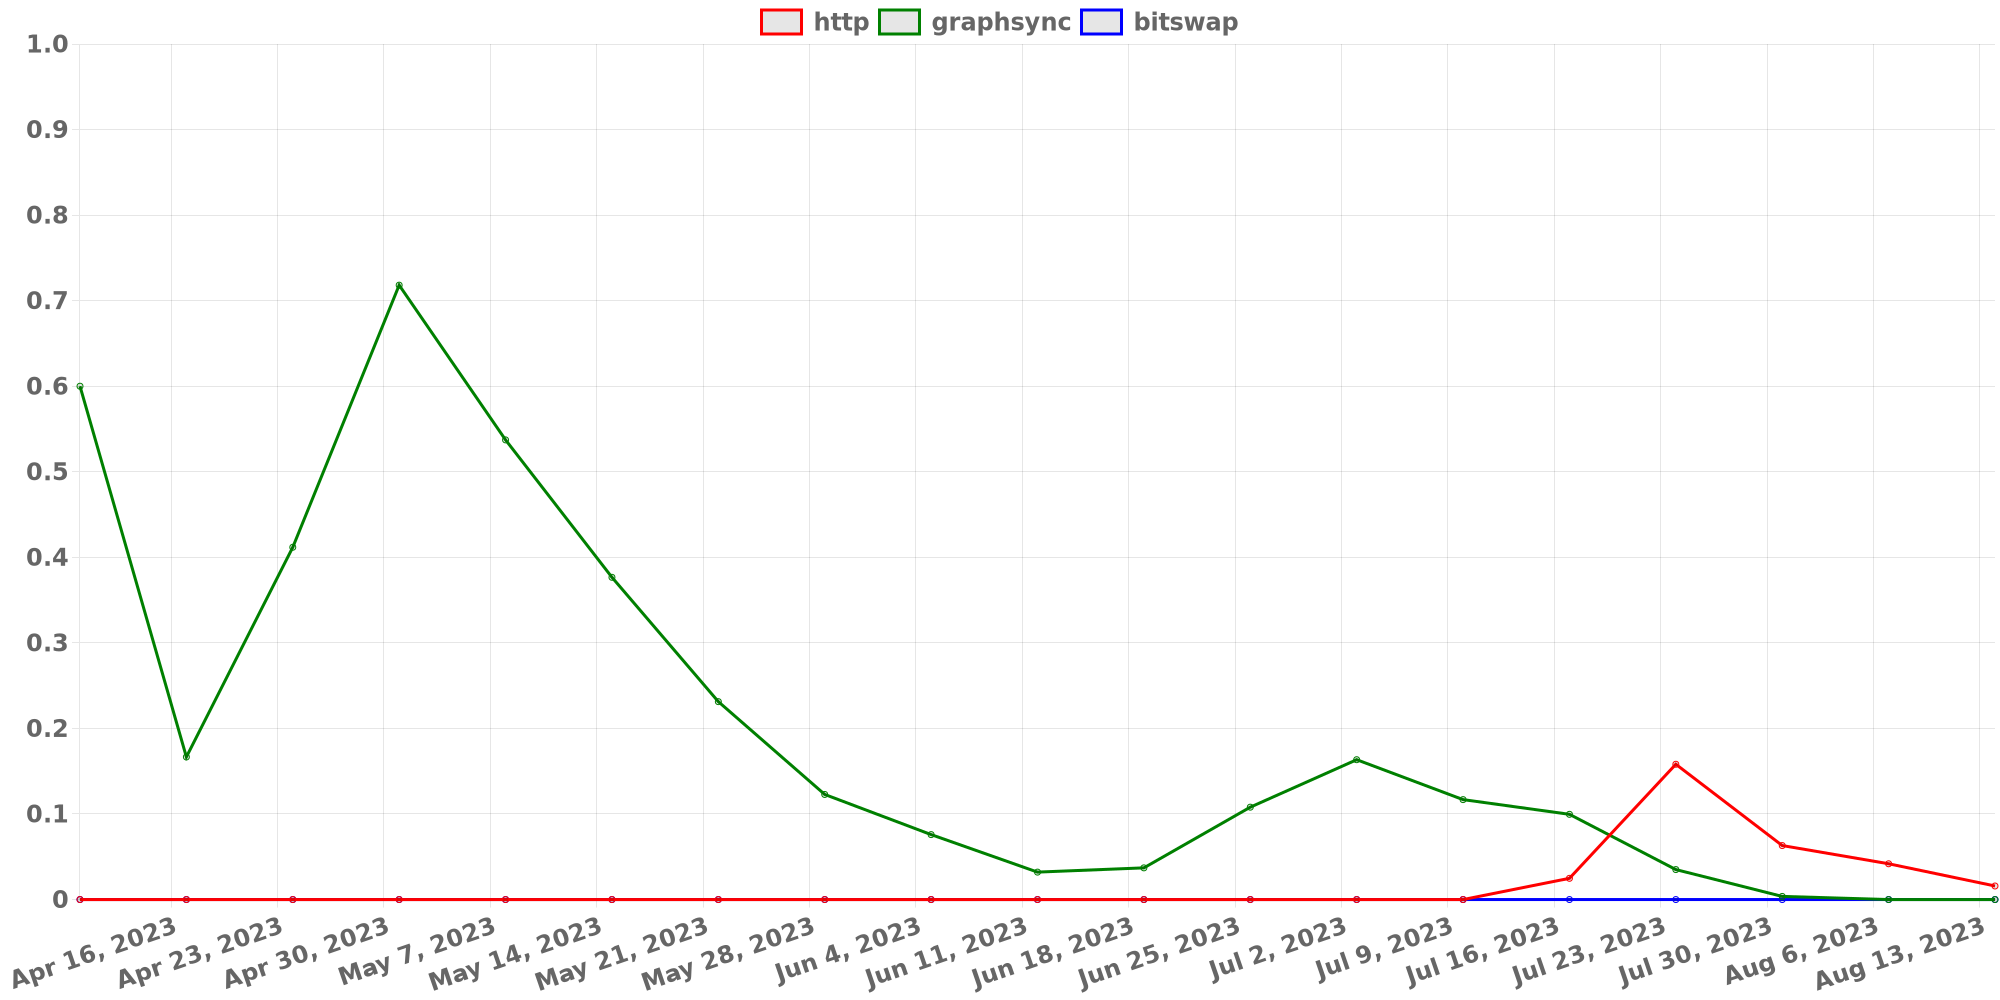 http graphsync bitswap
1.0
0.9
0.8
0.7
0.6
0.5
0.4
0.3
0.2
0.1
0
Apr 16, 2023
Apr 23, 2023
Apr 30, 2023
May 7, 2023
May 14, 2023
May 21, 2023
May 28, 2023
Jun 4, 2023
Jun 11, 2023
Jun 18, 2023
Jun 25, 2023
Jul 2, 2023
Jul 9, 2023
Jul 16, 2023
Jul 23, 2023
Jul 30, 2023
Aug 6, 2023
Aug 13, 2023